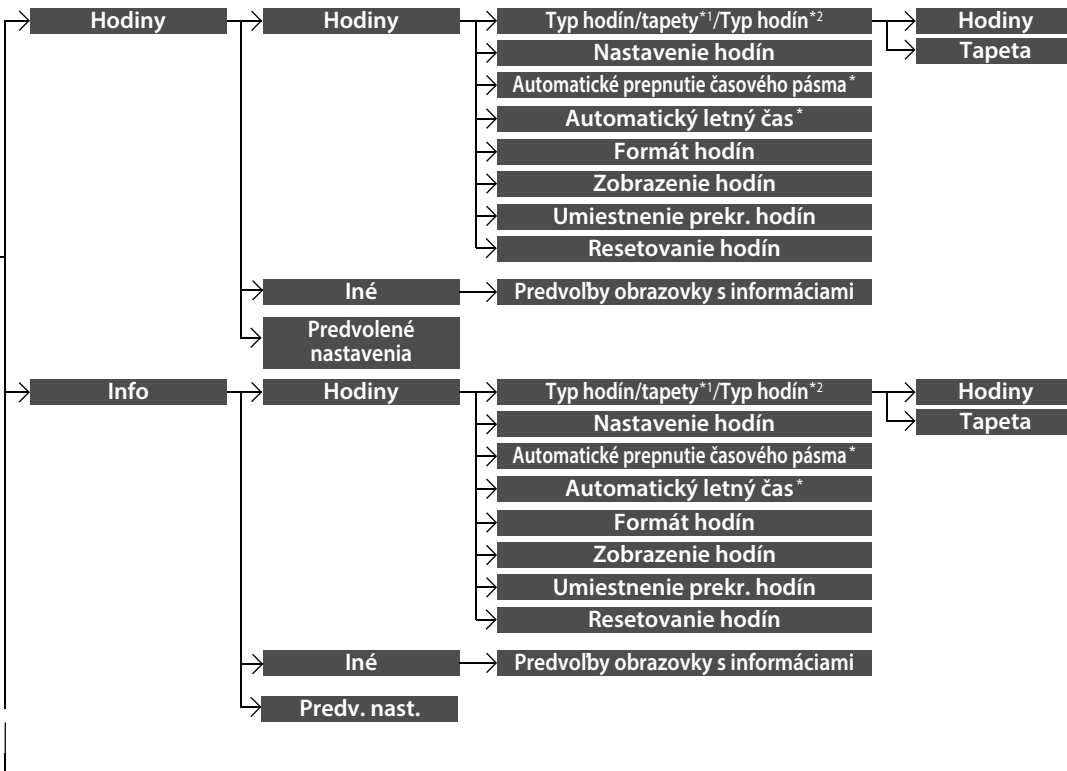 Hodiny
Hodiny
Typ hodín/tapety*1/Typ hodín*2
Hodiny
Tapeta
Nastavenie hodín
Automatické prepnutie časového pásma*
Automatický letný čas*
Formát hodín
Zobrazenie hodín
Umiestnenie prekr. hodín
Resetovanie hodín
Iné
Predvoľby obrazovky s informáciami
Predvolené
nastavenia
Info
Hodiny
Typ hodín/tapety*1/Typ hodín*2
Hodiny
Tapeta
Nastavenie hodín
Automatické prepnutie časového pásma*
Automatický letný čas*
Formát hodín
Zobrazenie hodín
Umiestnenie prekr. hodín
Resetovanie hodín
Iné
Predvoľby obrazovky s informáciami
Predv. nast.